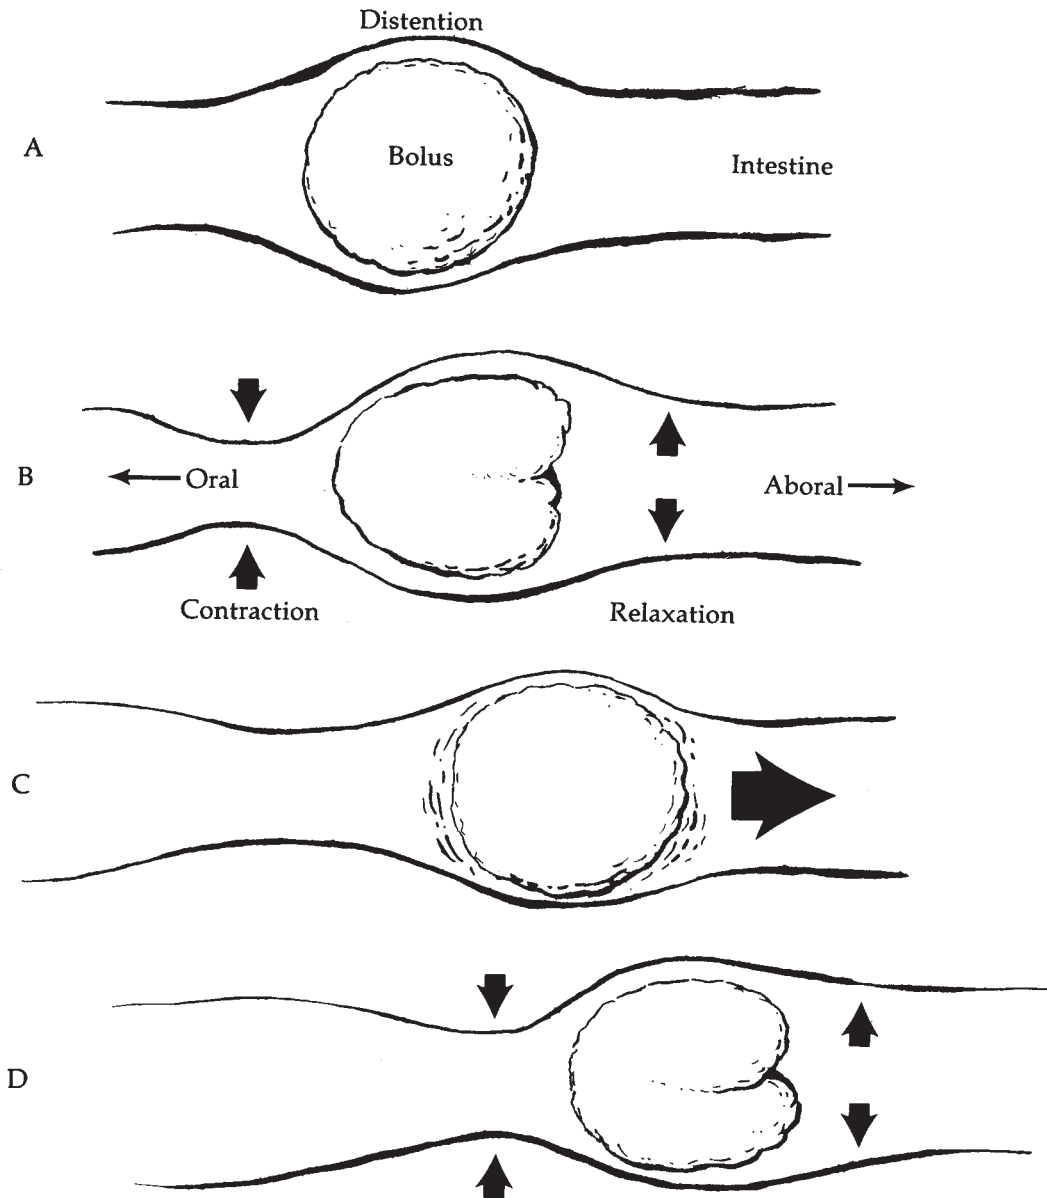 Distention
A
Bolus
Intestine
B
Oral
Aboral
Contraction
Relaxation
C
D